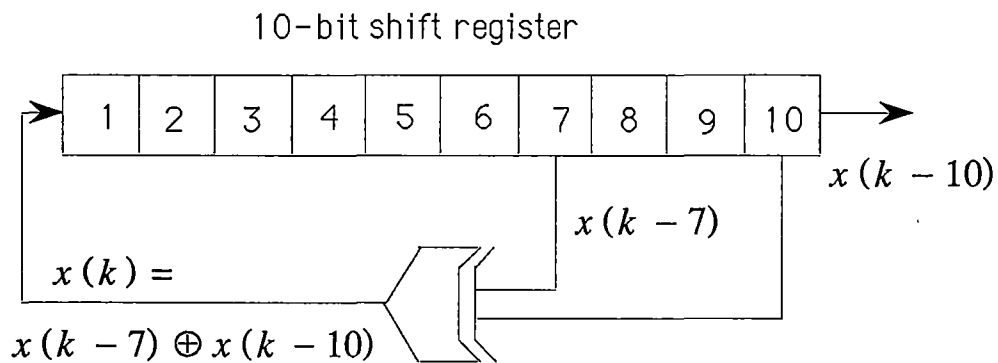 10-bit shift register
1 2 3 4 5 6 7 8 9 10
x(k − 10)
x(k − 7)
x(k) =
x(k − 7) ⊕ x(k − 10)